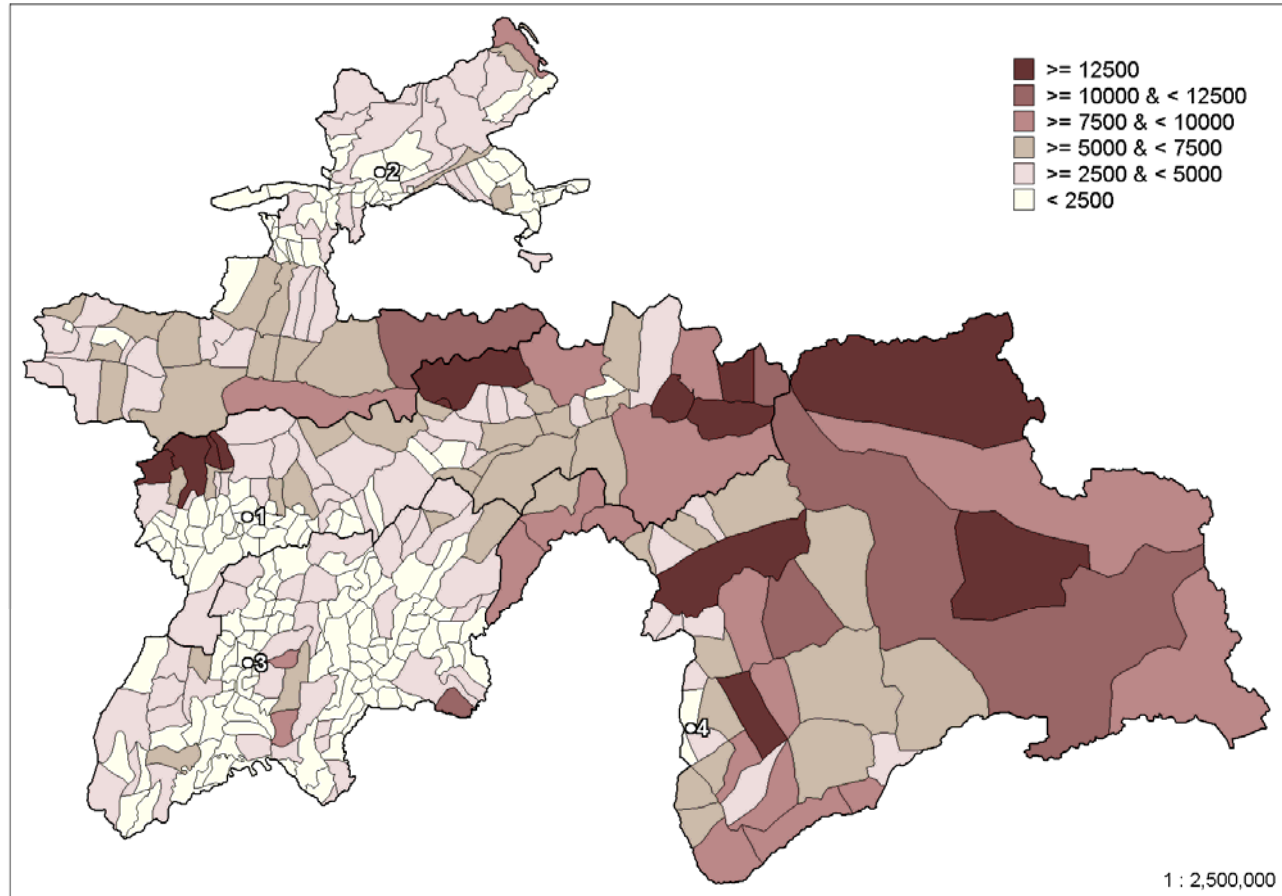 >= 12500
>= 10000 & < 12500
>= 7500 & < 10000
>= 5000 & < 7500
>= 2500 & < 5000
< 2500
2
1
3
4
1 : 2,500,000